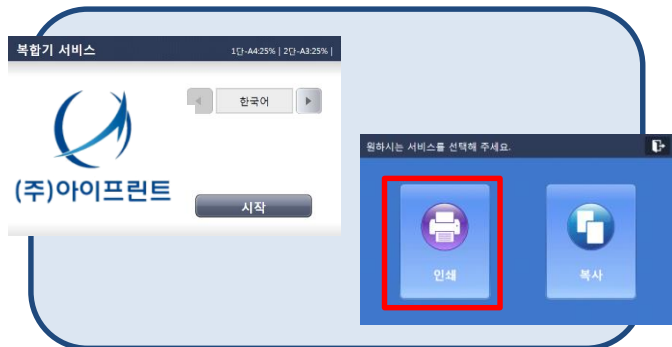 복합기 서비스
1단-A4:25% | 2단-A3:25% |
한국어
(주)아이프린트
시작
원하시는 서비스를 선택해 주세요.
인쇄
복사